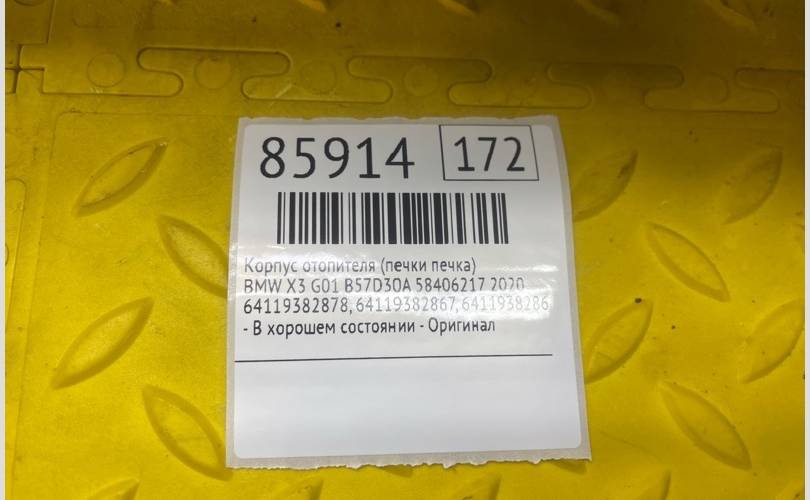 85914 172
Корпус отопителя (печки печка)
BMW X3 G01 B57D30A 58406217 2020
64119382878, 64119382867, 6411938286
- В хорошем состоянии - Оригинал